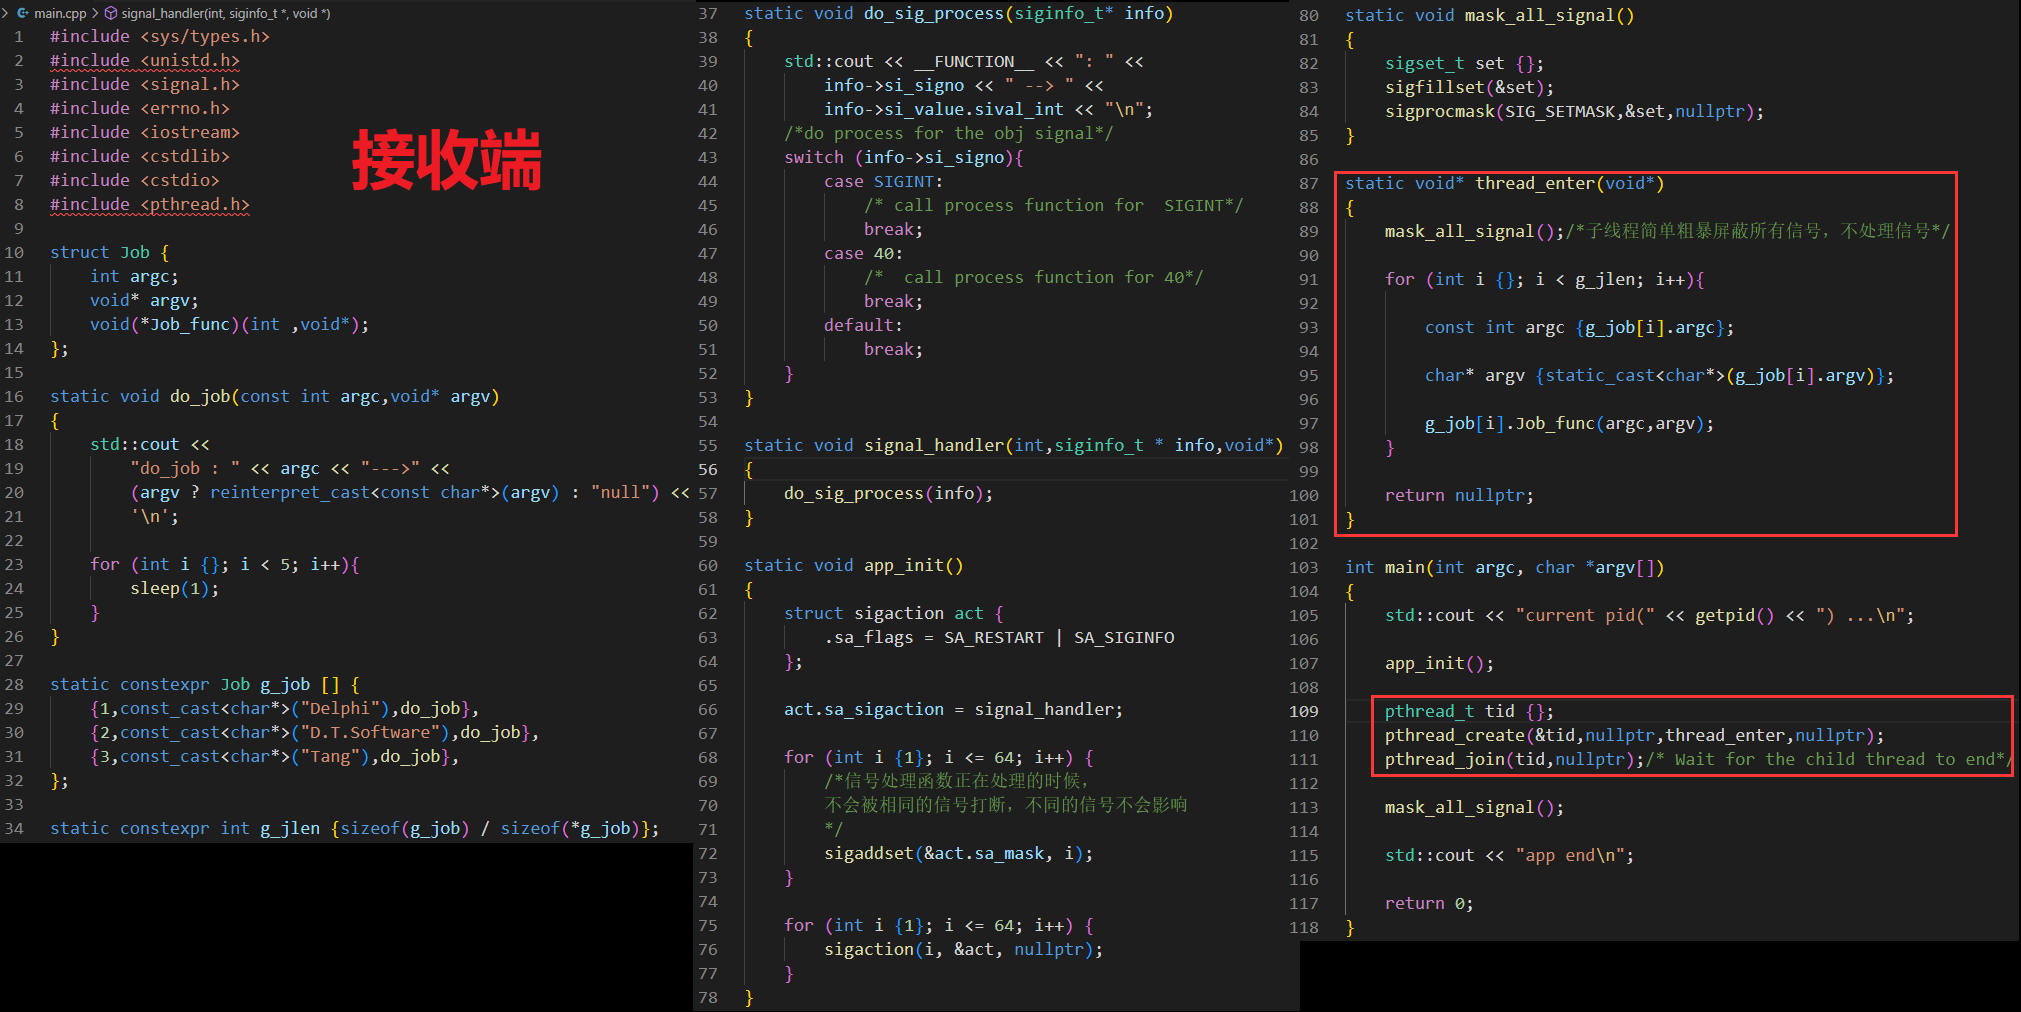 main.cpp > signal_handler(int, siginfo_t *, void *)
1 #include <sys/types.h>
2 #include <unistd.h>
3 #include <signal.h>
4 #include <errno.h>
5 #include <iostream>
6 #include <cstdlib>
7 #include <cstdio>
8 #include <pthread.h>
9
接收端
10 struct Job {
11     int argc;
12     void* argv;
13     void(*Job_func)(int ,void*);
14 };
15
16 static void do_job(const int argc,void* argv)
17 {
18     std::cout <<
19         "do_job : " << argc << "--->" <<
20         (argv ? reinterpret_cast<const char*>(argv) : "null") <<
21         '\n';
22
23     for (int i {}; i < 5; i++){
24         sleep(1);
25     }
26 }
27
28 static constexpr Job g_job [] {
29     {1,const_cast<char*>("Delphi"),do_job},
30     {2,const_cast<char*>("D.T.Software"),do_job},
31     {3,const_cast<char*>("Tang"),do_job},
32 };
33
34 static constexpr int g_jlen {sizeof(g_job) / sizeof(*g_job)};
37 static void do_sig_process(siginfo_t* info)
38 {
39     std::cout << __FUNCTION__ << ": " <<
40         info->si_signo << " --> " <<
41         info->si_value.sival_int << "\n";
42     /*do process for the obj signal*/
43     switch (info->si_signo){
44         case SIGINT:
45             /* call process function for  SIGINT*/
46             break;
47         case 40:
48             /*  call process function for 40*/
49             break;
50         default:
51             break;
52     }
53 }
54
55 static void signal_handler(int,siginfo_t * info,void*)
56 {
57     do_sig_process(info);
58 }
59
60 static void app_init()
61 {
62     struct sigaction act {
63         .sa_flags = SA_RESTART | SA_SIGINFO
64     };
65
66     act.sa_sigaction = signal_handler;
67
68     for (int i {1}; i <= 64; i++) {
69         /*信号处理函数正在处理的时候，
70         不会被相同的信号打断，不同的信号不会影响
71         */
72         sigaddset(&act.sa_mask, i);
73     }
74
75     for (int i {1}; i <= 64; i++) {
76         sigaction(i, &act, nullptr);
77     }
78 }
80 static void mask_all_signal()
81 {
82     sigset_t set {};
83     sigfillset(&set);
84     sigprocmask(SIG_SETMASK,&set,nullptr);
85 }
86
87 static void* thread_enter(void*)
88 {
89     mask_all_signal();/*子线程简单粗暴屏蔽所有信号，不处理信号*/
90
91     for (int i {}; i < g_jlen; i++){
92
93         const int argc {g_job[i].argc};
94
95         char* argv {static_cast<char*>(g_job[i].argv)};
96
97         g_job[i].Job_func(argc,argv);
98     }
99
100     return nullptr;
101 }
102
103 int main(int argc, char *argv[])
104 {
105     std::cout << "current pid(" << getpid() << ") ...\n";
106
107     app_init();
108
109     pthread_t tid {};
110     pthread_create(&tid,nullptr,thread_enter,nullptr);
111     pthread_join(tid,nullptr);/* Wait for the child thread to end*/
112
113     mask_all_signal();
114
115     std::cout << "app end\n";
116
117     return 0;
118 }